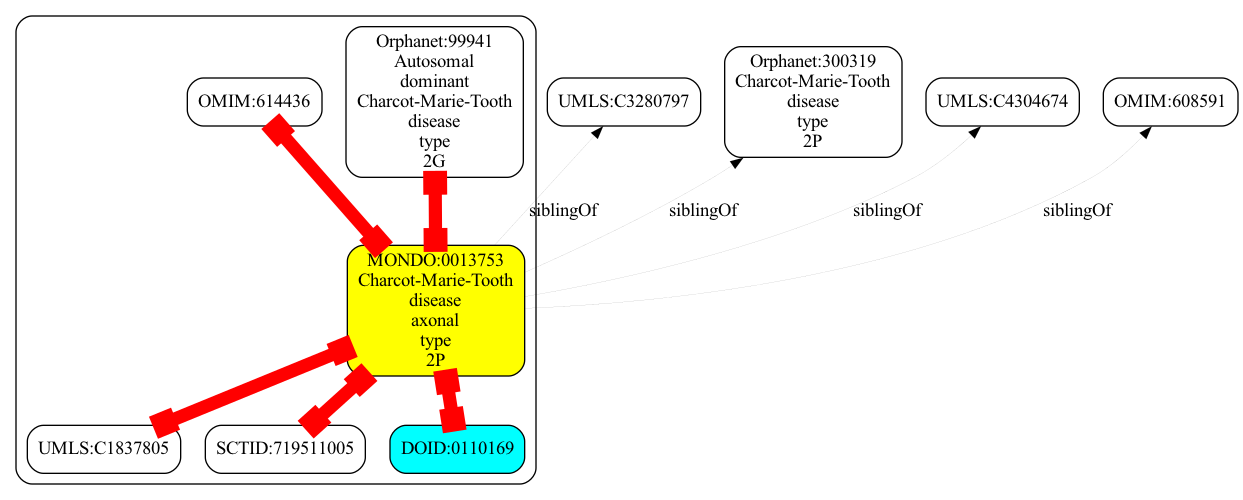 Orphanet:99941
Autosomal
dominant
Charcot-Marie-Tooth
disease
type
2G
OMIM:614436
UMLS:C3280797
Orphanet:300319
Charcot-Marie-Tooth
disease
type
2P
UMLS:C4304674
OMIM:608591
siblingOf
siblingOf
siblingOf
siblingOf
MONDO:0013753
Charcot-Marie-Tooth
disease
axonal
type
2P
UMLS:C1837805
SCTID:719511005
DOID:0110169